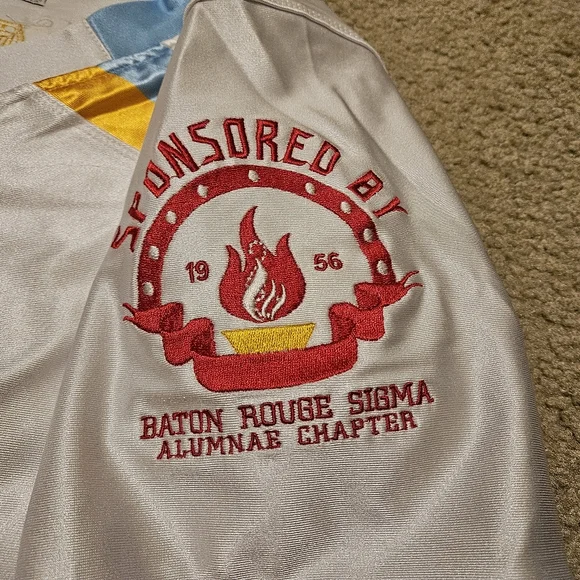 SPONSORED BY
19 56
BATON ROUGE SIGMA
ALUMNAE CHAPTER